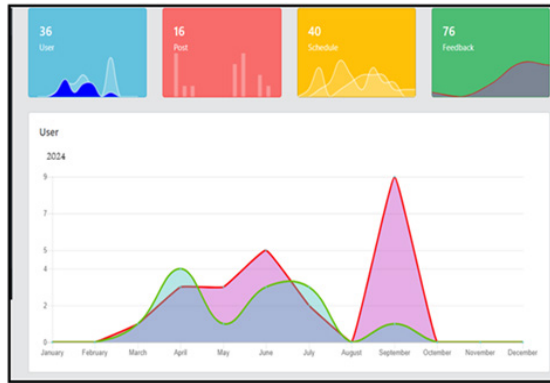 36
User
16
Post
40
Schedule
76
Feedback
User
2024
9
7
5
4
2
0
January February March April May June July August September Octember November December